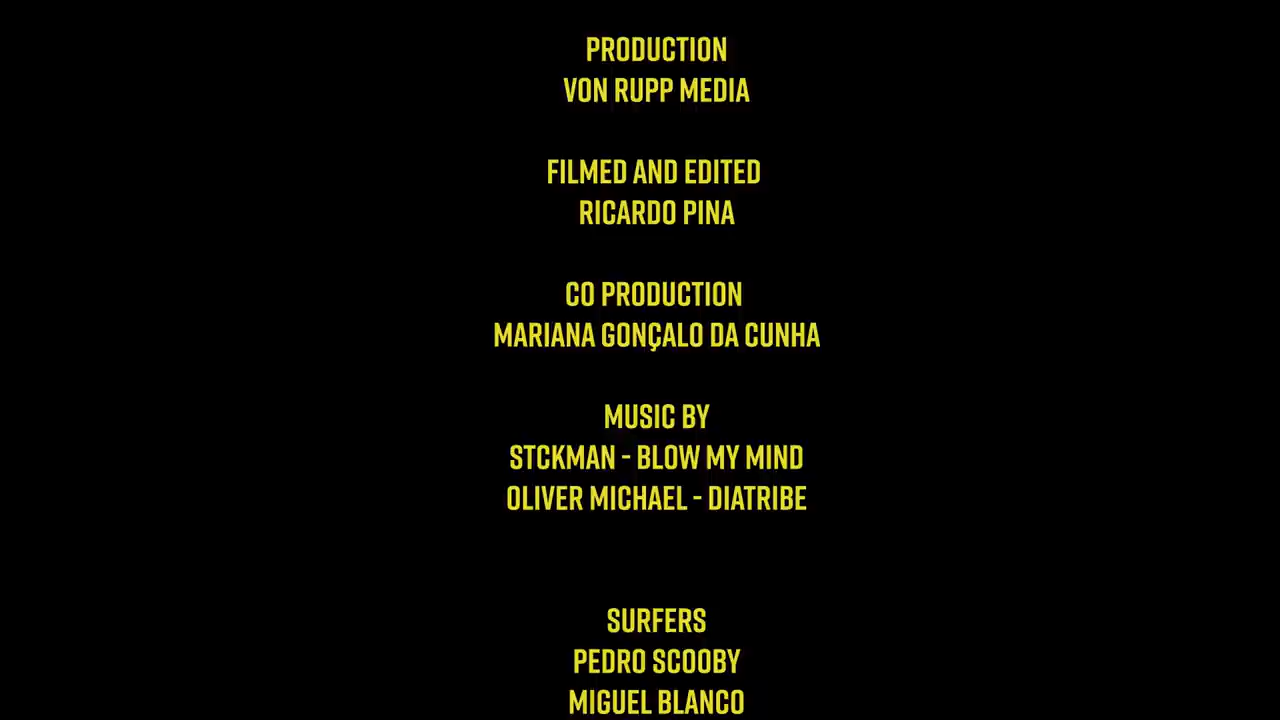 PRODUCTION
VON RUPP MEDIA
FILMED AND EDITED
RICARDO PINA
CO PRODUCTION
MARIANA GONÇALO DA CUNHA
MUSIC BY
STCKMAN - BLOW MY MIND
OLIVER MICHAEL - DIATRIBE
SURFERS
PEDRO SCOOBY
MIGUEL BLANCO